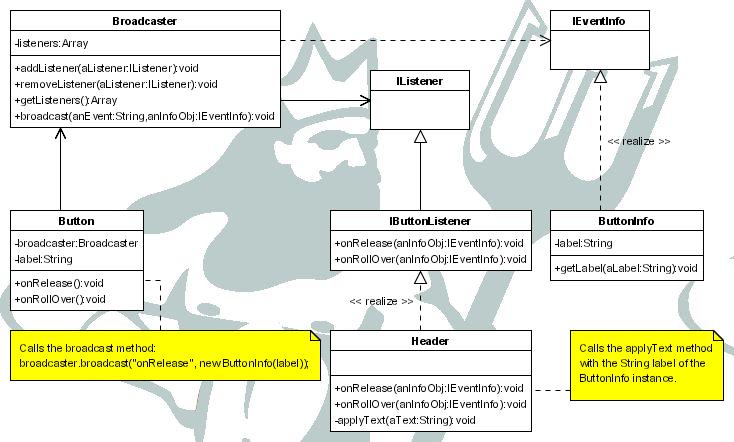 Broadcaster
-listeners:Array
+addListener(aListener:IListener):void
+removeListener(aListener:IListener):void
+getListeners():Array
+broadcast(anEvent:String,anInfoObj:IEventInfo):void
IEventInfo
IListener
<< realize >>
Button
-broadcaster:Broadcaster
-label:String
+onRelease():void
+onRollOver():void
IButtonListener
+onRelease(anInfoObj:IEventInfo):void
+onRollOver(anInfoObj:IEventInfo):void
ButtonInfo
-label:String
+getLabel(aLabel:String):void
<< realize >>
Calls the broadcast method:
broadcaster.broadcast("onRelease", new ButtonInfo(label));
Header
+onRelease(anInfoObj:IEventInfo):void
+onRollOver(anInfoObj:IEventInfo):void
-applyText(aText:String):void
Calls the applyText method
with the String label of the
ButtonInfo instance.